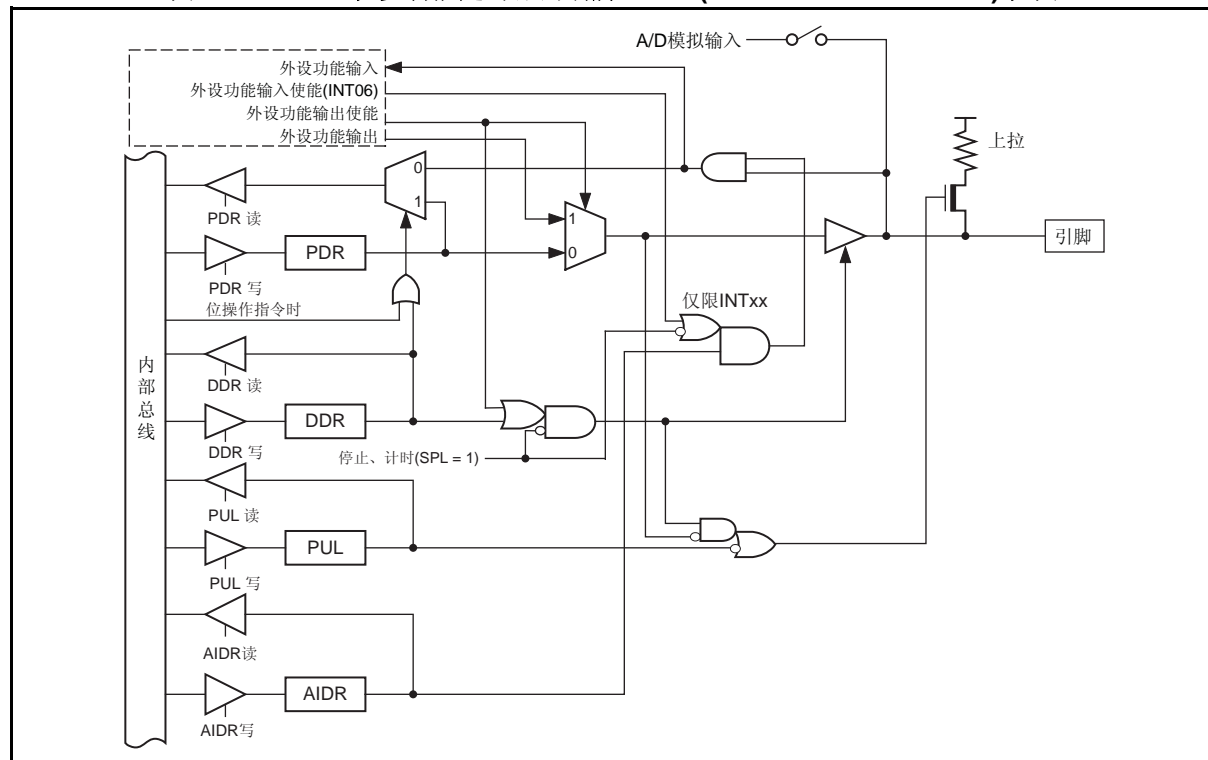 A/D模拟输入
外设功能输入
外设功能输入使能(INT06)
外设功能输出使能
外设功能输出
上拉
0
1
PDR 读
1
0
引脚
PDR
PDR 写
位操作指令时
仅限INTxx
内部总线
DDR 读
DDR
DDR 写
停止、计时(SPL = 1)
PUL 读
PUL
PUL 写
AIDR读
AIDR
AIDR写